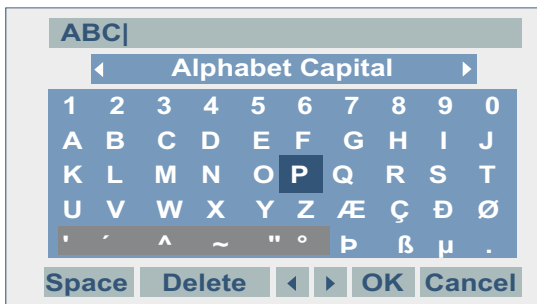 ABC|
Alphabet Capital
1 2 3 4 5 6 7 8 9 0
A B C D E F G H I J
K L M N O P Q R S T
U V W X Y Z Æ Ç Ð Ø
' ´ ^ ~ " ° Þ ß µ .
Space Delete OK Cancel